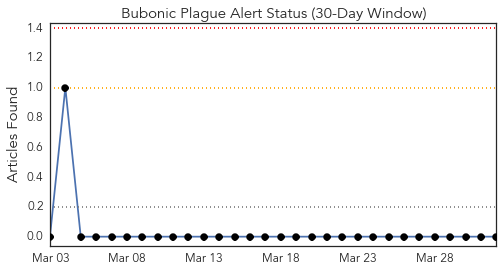 Bubonic Plague Alert Status (30-Day Window)
Articles Found
1.4
1.2
1.0
0.8
0.6
0.4
0.2
0.0
Mar 03 Mar 08 Mar 13 Mar 18 Mar 23 Mar 28